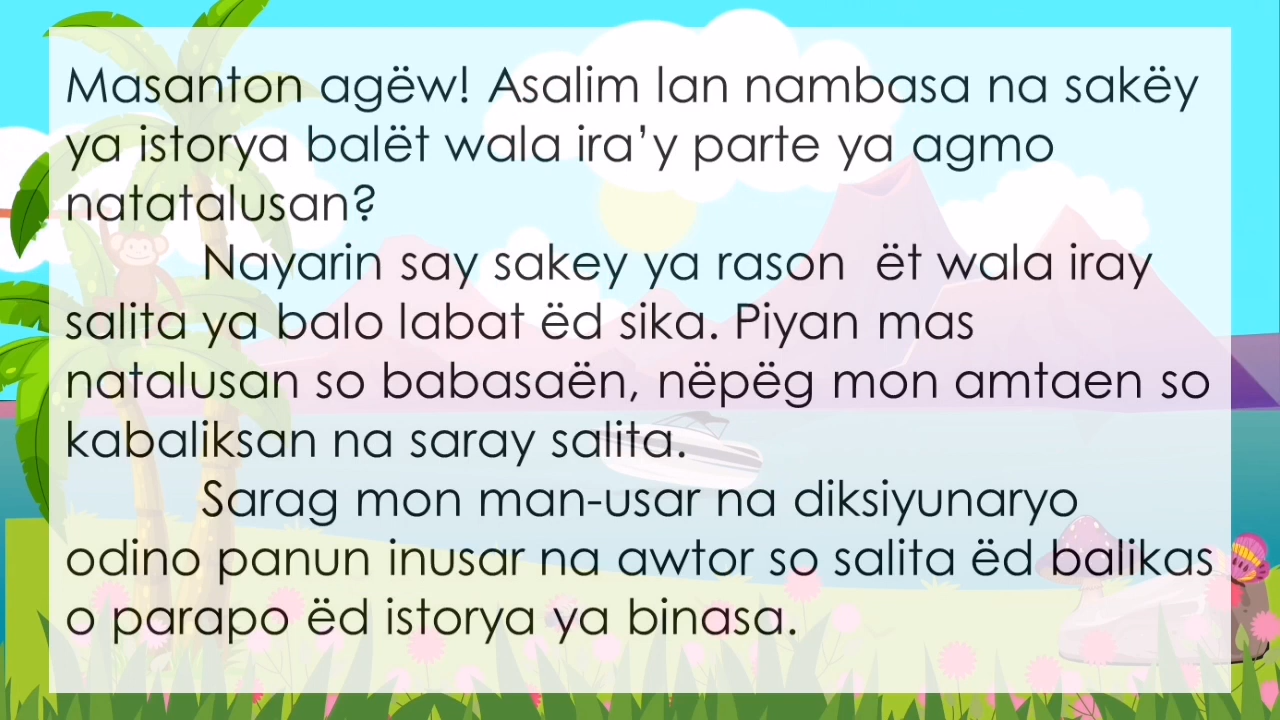 Masanton agëw! Asalim lan nambasa na sakëy
ya istorya balët wala ira’y parte ya agmo
natatalusan?
Nayarin say sakey ya rason ët wala iray
salita ya balo labat ëd sika. Piyan mas
natalusan so babasaën, nëpëg mon amtaen so
kabaliksan na saray salita.
Sarag mon man-usar na diksiyunaryo
odino panun inusar na awtor so salita ëd balikas
o parapo ëd istorya ya binasa.